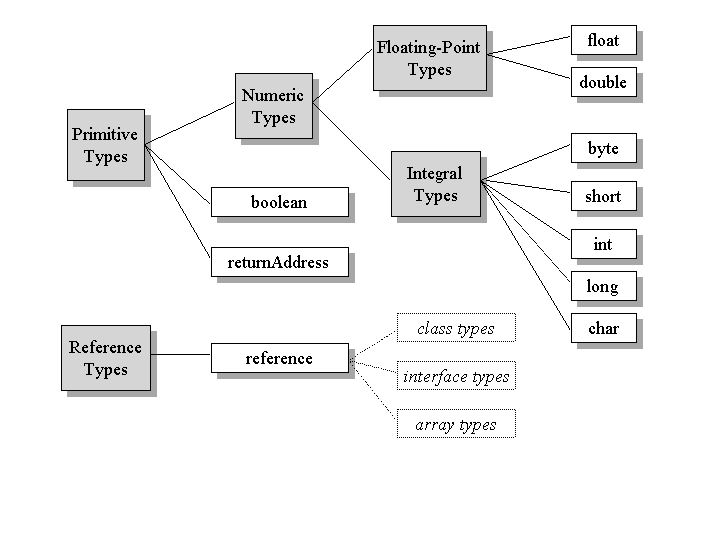 Floating-Point
Types
float
double
Numeric
Types
Primitive
Types
byte
Integral
Types
short
boolean
int
returnAddress
long
class types
char
Reference
Types
reference
interface types
array types